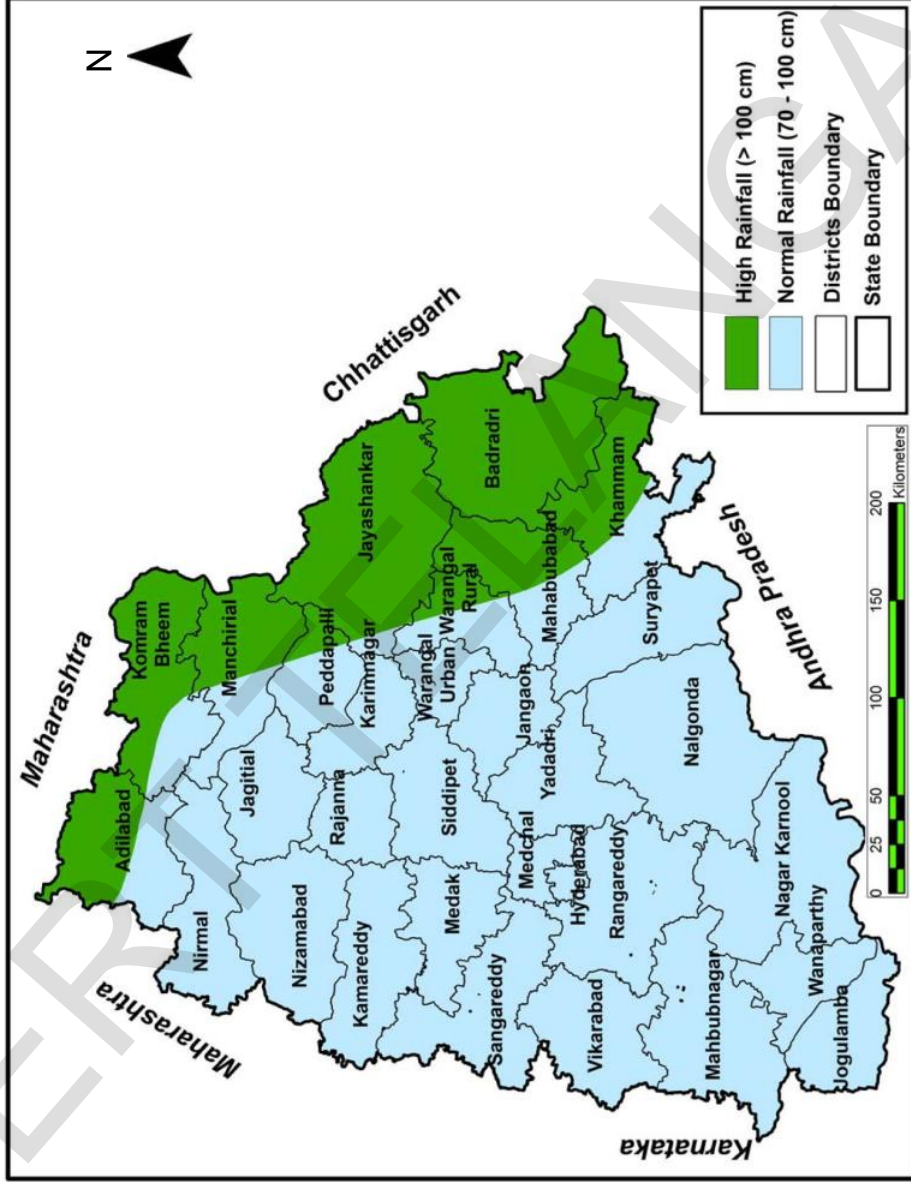 N
Maharashtra
Maharashtra
Chhattisgarh
Karnataka
Andhra Pradesh
Adilabad
Komram
Bheem
Manchirial
Nirmal
Jagitial
Peddapalli
Jayashankar
Nizamabad
Rajanna
Karimnagar
Kamareddy
Siddipet
Warangal
Urban
Warangal
Rural
Badradri
Medak
Sangareddy
Jangaon
Mahabubabad
Medchal
Yadadri
Khammam
Hyderabad
Vikarabad
Rangareddy
Suryapet
Nalgonda
Mahbubnagar
Nagar Karnool
Wanaparthy
Jogulamba
High Rainfall (> 100 cm)
Normal Rainfall (70 - 100 cm)
Districts Boundary
State Boundary
0 25 50 100 150 200
Kilometers
ERT TELANGA